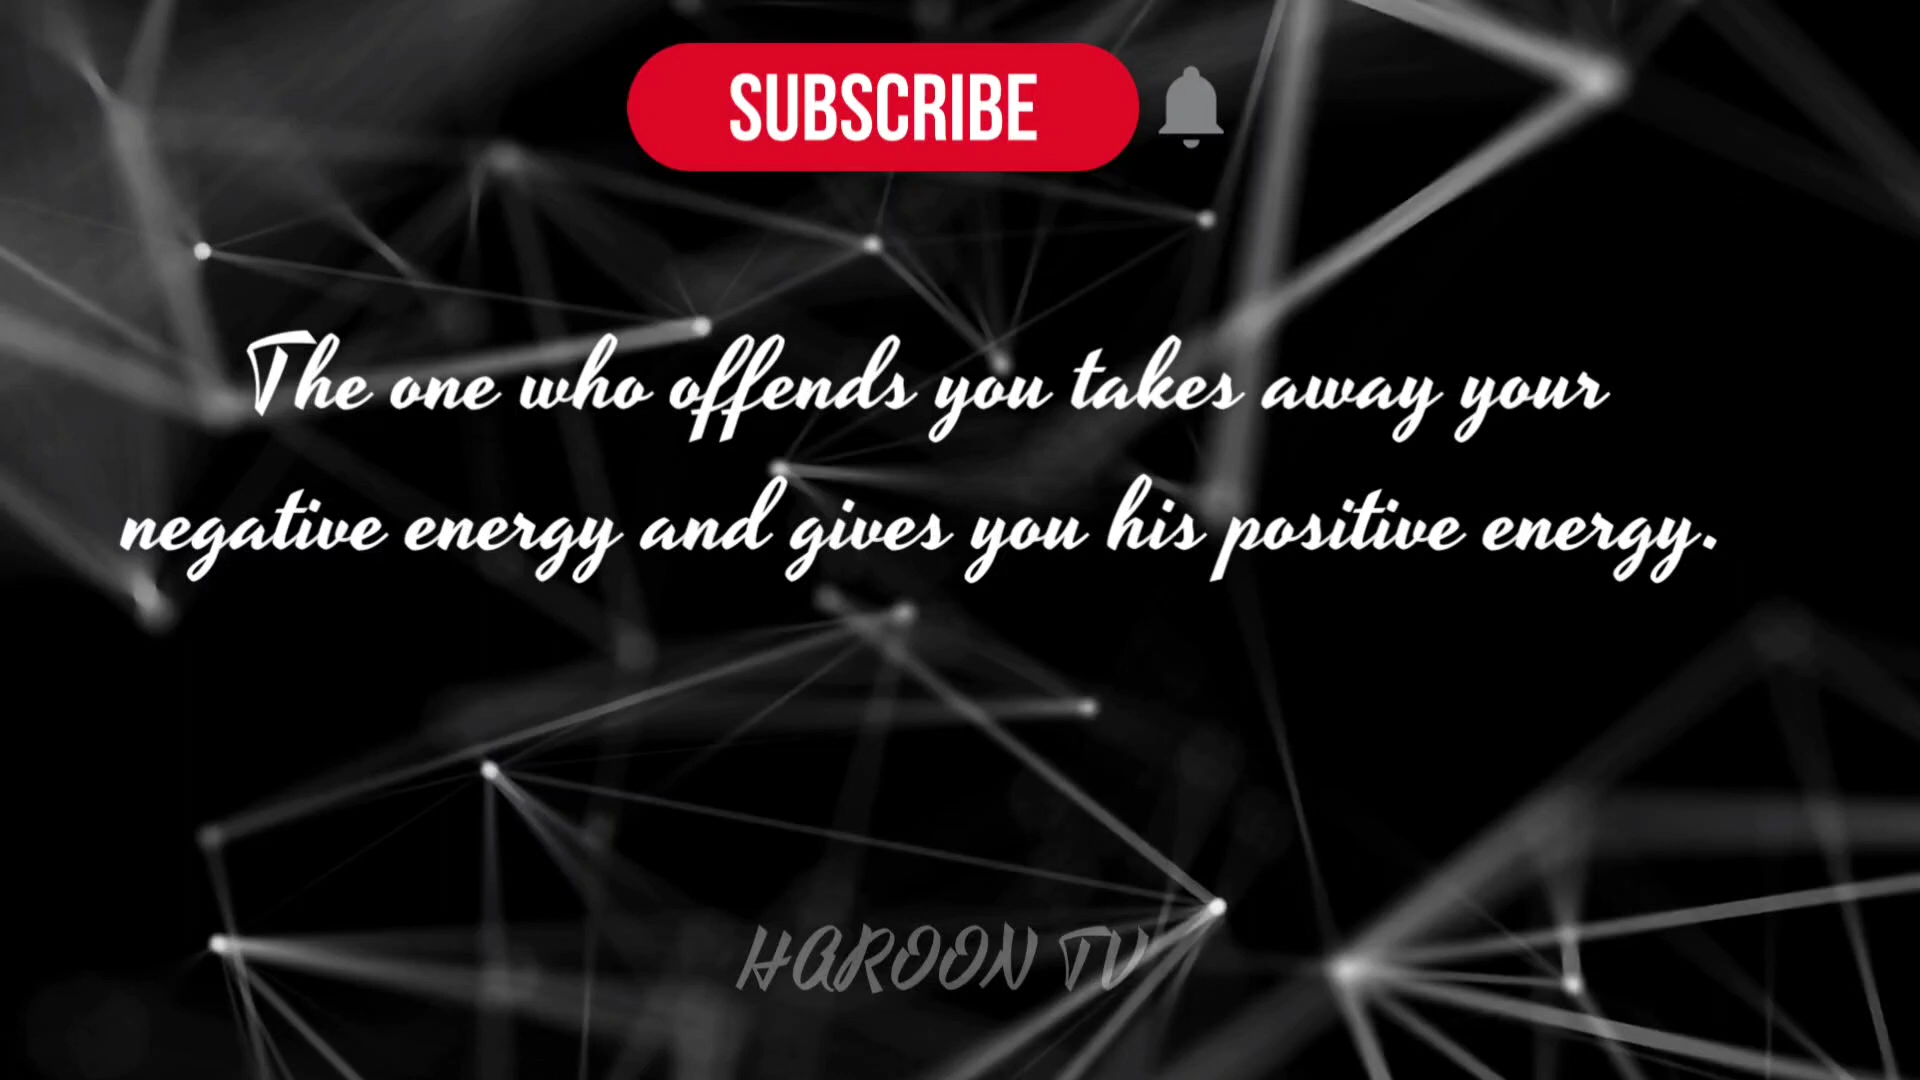 SUBSCRIBE
The one who offends you takes away your
negative energy and gives you his positive energy.
HAROON TV